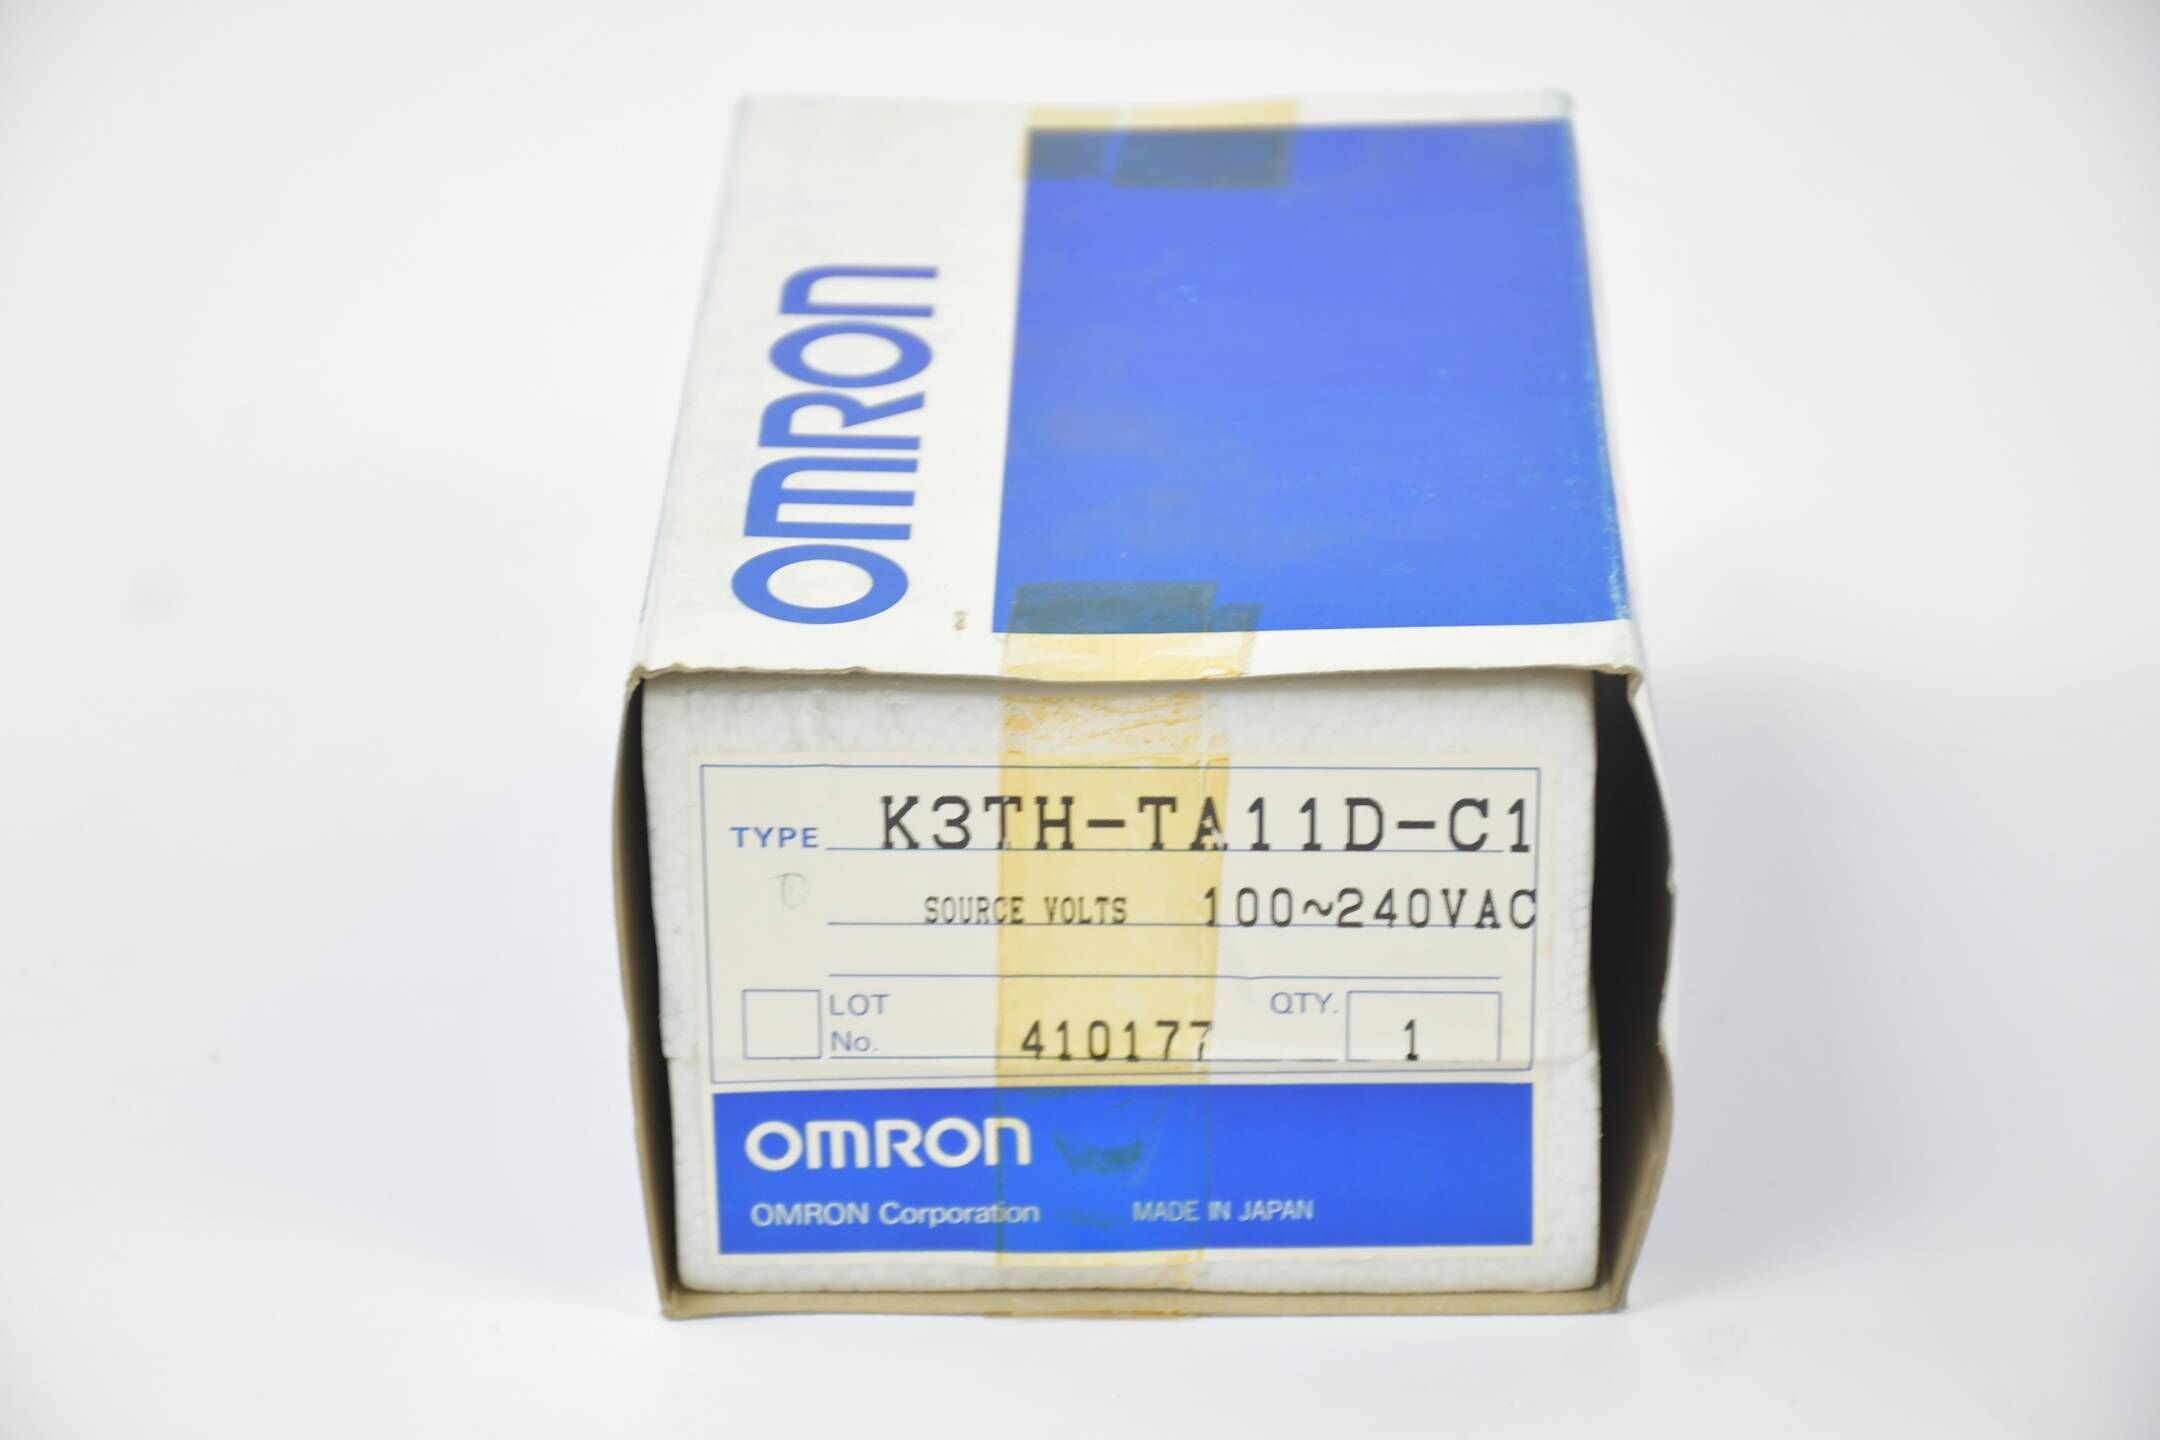 OMRON
TYPE K3TH-TA11D-C1
SOURCE VOLTS 100~240VAC
LOT No. 410177 QTY. 1
OMRON
OMRON Corporation MADE IN JAPAN